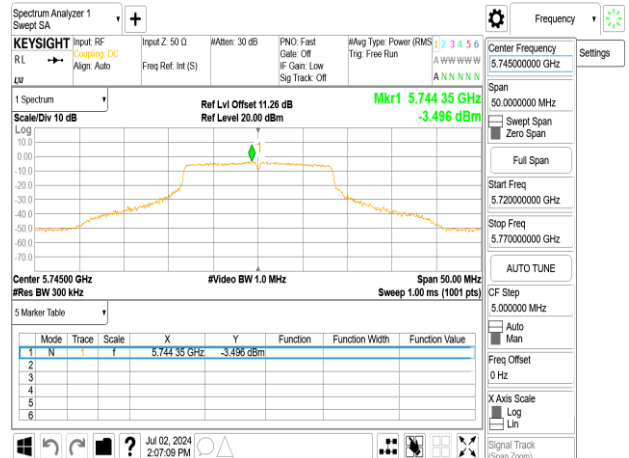 Spectrum Analyzer 1
Swept SA
Frequency
Settings
KEYSIGHT Input: RF Input Z: 50 Ω #Atten: 30 dB PNO: Fast #Avg Type: Power (RMS 1 2 3 4 5 6
RL Coupling: DC Gate: Off Trig: Free Run A W W W W W
Align: Auto Freq Ref: Int (S) IF Gain: Low
Sig Track: Off A N N N N N
LXI
1 Spectrum
Ref Lvl Offset 11.26 dB Mkr1 5.744 35 GHz
Scale/Div 10 dB Ref Level 20.00 dBm -3.496 dBm
Log
10.0
0.00
-10.0
-20.0
-30.0
-40.0
-50.0
-60.0
-70.0
1
Center 5.74500 GHz #Video BW 1.0 MHz Span 50.00 MHz
#Res BW 300 kHz Sweep 1.00 ms (1001 pts)
5 Marker Table
Mode Trace Scale X Y Function Function Width Function Value
1 N 1 f 5.744 35 GHz -3.496 dBm
2
3
4
5
6
Jul 02, 2024
2:07:09 PM
Center Frequency
5.745000000 GHz
Span
50.0000000 MHz
Swept Span
Zero Span
Full Span
Start Freq
5.720000000 GHz
Stop Freq
5.770000000 GHz
AUTO TUNE
CF Step
5.000000 MHz
Auto
Man
Freq Offset
0 Hz
X Axis Scale
Log
Lin
Signal Track
(Span Zoom)